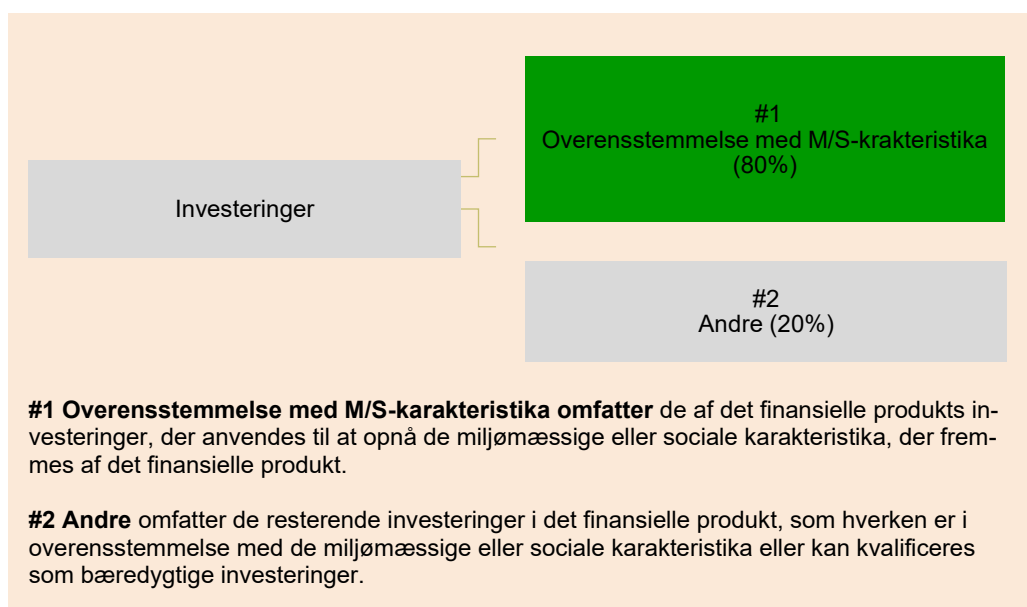 #1
Overensstemmelse med M/S-krakteristika
(80%)
Investeringer
#2
Andre (20%)
#1 Overensstemmelse med M/S-karakteristika omfatter de af det finansielle produkts in-
vesteringer, der anvendes til at opnå de miljømæssige eller sociale karakteristika, der frem-
mes af det finansielle produkt.
#2 Andre omfatter de resterende investeringer i det finansielle produkt, som hverken er i
overensstemmelse med de miljømæssige eller sociale karakteristika eller kan kvalificeres
som bæredygtige investeringer.